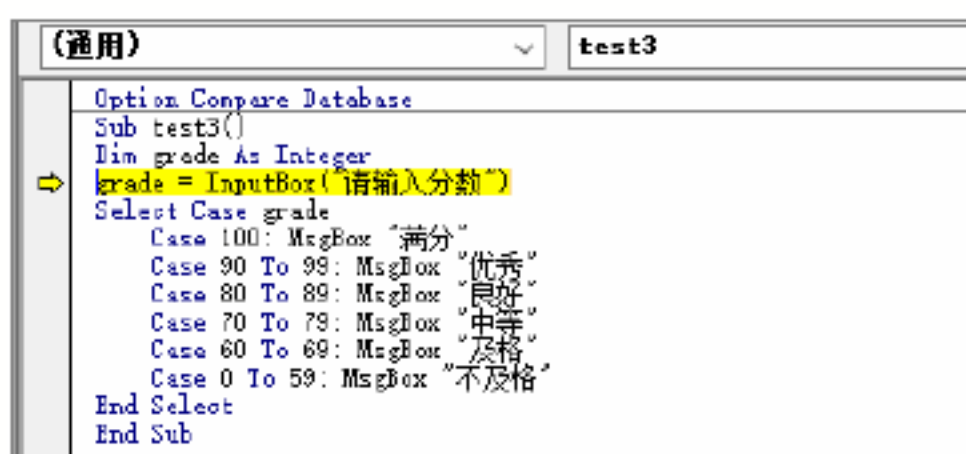 (通用) test3
Option Compare Database
Sub test3()
Dim grade As Integer
grade = InputBox("请输入分数")
Select Case grade
Case 100: MsgBox "满分"
Case 90 To 99: MsgBox "优秀"
Case 80 To 89: MsgBox "良好"
Case 70 To 79: MsgBox "中等"
Case 60 To 69: MsgBox "及格"
Case 0 To 59: MsgBox "不及格"
End Select
End Sub